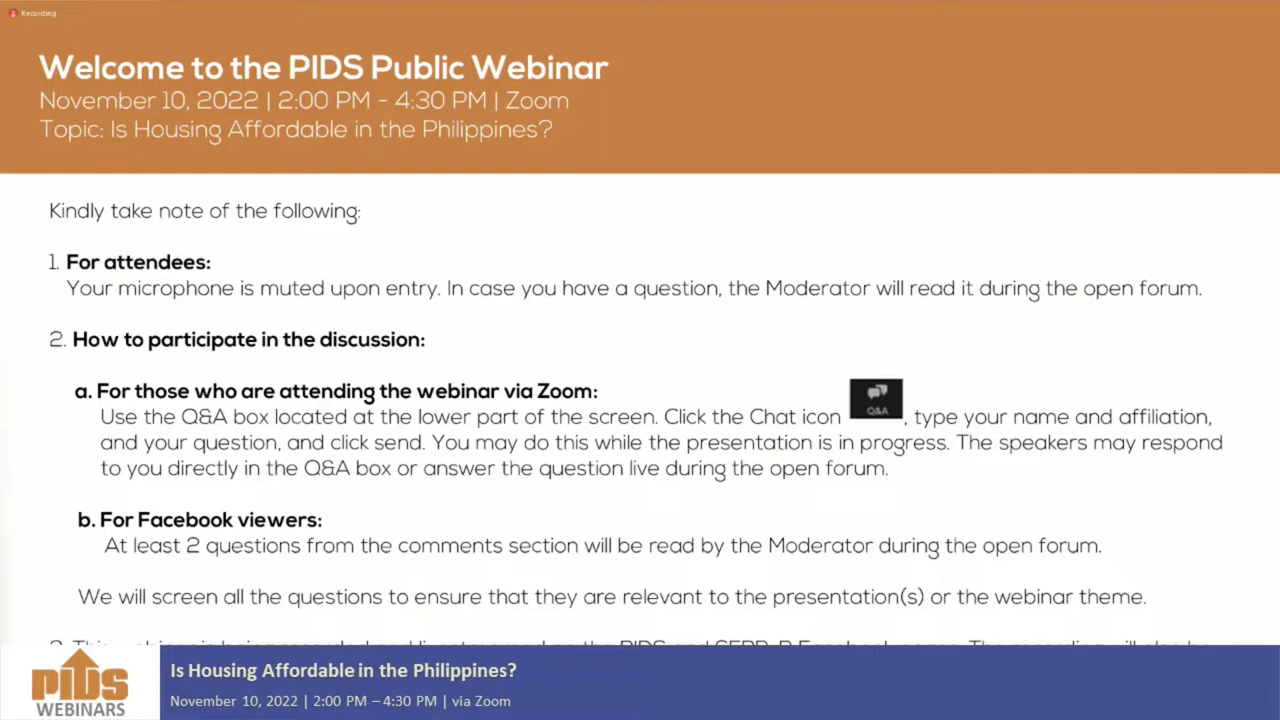 Recording
Welcome to the PIDS Public Webinar
November 10, 2022 | 2:00 PM - 4:30 PM | Zoom
Topic: Is Housing Affordable in the Philippines?
Kindly take note of the following:
1. For attendees:
Your microphone is muted upon entry. In case you have a question, the Moderator will read it during the open forum.
2. How to participate in the discussion:
a. For those who are attending the webinar via Zoom:
Use the Q&A box located at the lower part of the screen. Click the Chat icon Q&A , type your name and affiliation,
and your question, and click send. You may do this while the presentation is in progress. The speakers may respond
to you directly in the Q&A box or answer the question live during the open forum.
b. For Facebook viewers:
At least 2 questions from the comments section will be read by the Moderator during the open forum.
We will screen all the questions to ensure that they are relevant to the presentation(s) or the webinar theme.
PIDS
WEBINARS
Is Housing Affordable in the Philippines?
November 10, 2022 | 2:00 PM – 4:30 PM | via Zoom